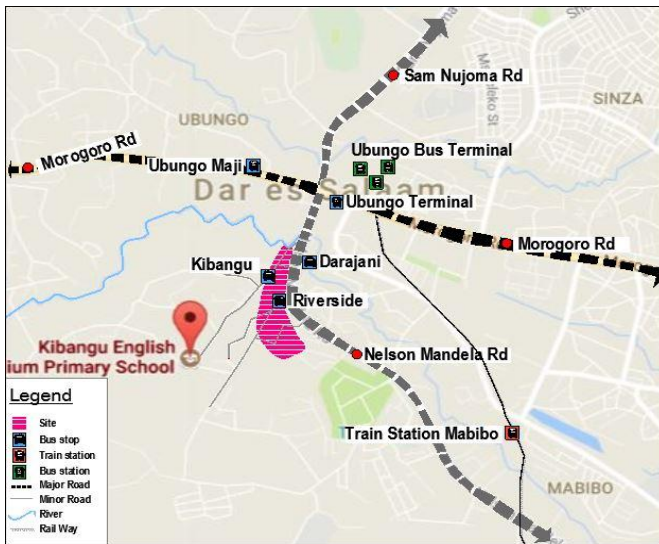 Sam Nujoma Rd
SINZA
UBUNGO
Morogoro Rd
Ubungo Bus Terminal
Ubungo Maji
Dar es Salaam
Ubungo Terminal
Morogoro Rd
Kibangu
Darajani
Riverside
Kibangu English
ium Primary School
Nelson Mandela Rd
Legend
Site
Bus stop
Train station
Bus station
Major Road
Minor Road
River
Rail Way
Train Station Mabibo
MABIBO